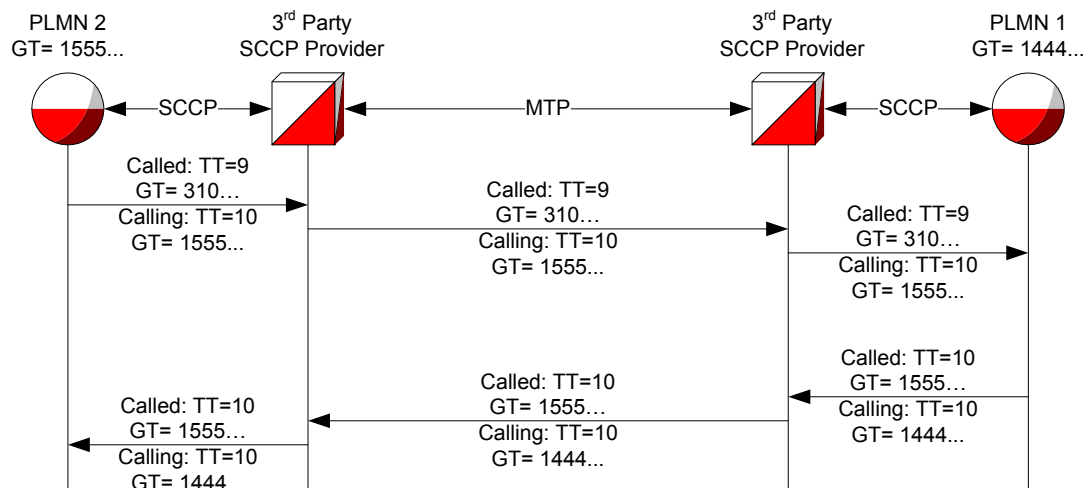 PLMN 2
GT= 1555...
3rd Party
SCCP Provider
3rd Party
SCCP Provider
PLMN 1
GT= 1444...
SCCP
MTP
SCCP
Called: TT=9
GT= 310…
Calling: TT=10
GT= 1555...
Called: TT=9
GT= 310…
Calling: TT=10
GT= 1555...
Called: TT=9
GT= 310…
Calling: TT=10
GT= 1555...
Called: TT=10
GT= 1555…
Calling: TT=10
GT= 1444...
Called: TT=10
GT= 1555…
Calling: TT=10
GT= 1444...
Called: TT=10
GT= 1555…
Calling: TT=10
GT= 1444